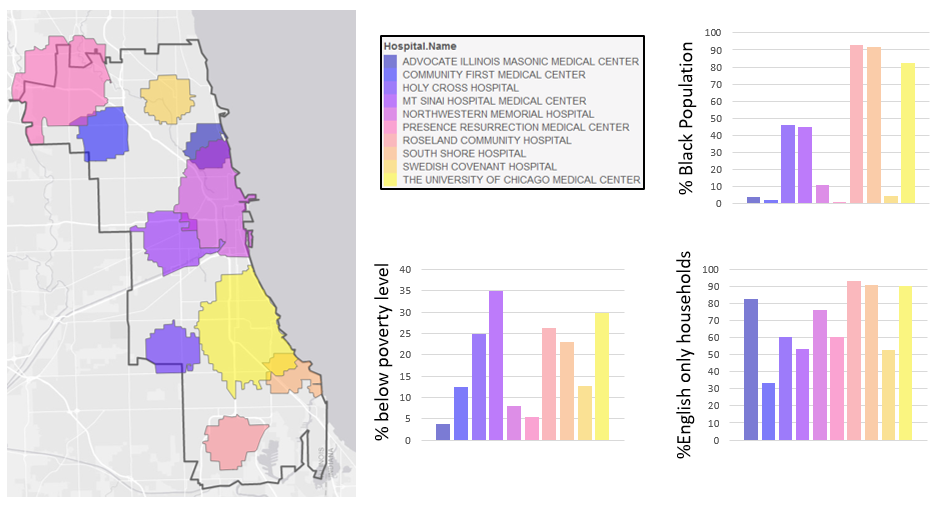 Hospital.Name
ADVOCATE ILLINOIS MASONIC MEDICAL CENTER
COMMUNITY FIRST MEDICAL CENTER
HOLY CROSS HOSPITAL
MT SINAI HOSPITAL MEDICAL CENTER
NORTHWESTERN MEMORIAL HOSPITAL
PRESENCE RESURRECTION MEDICAL CENTER
ROSELAND COMMUNITY HOSPITAL
SOUTH SHORE HOSPITAL
SWEDISH COVENANT HOSPITAL
THE UNIVERSITY OF CHICAGO MEDICAL CENTER
% Black Population
100
90
80
70
60
50
40
30
20
10
0
% below poverty level
40
35
30
25
20
15
10
5
0
%English only households
100
90
80
70
60
50
40
30
20
10
0
ILLINOIS
INDIANA